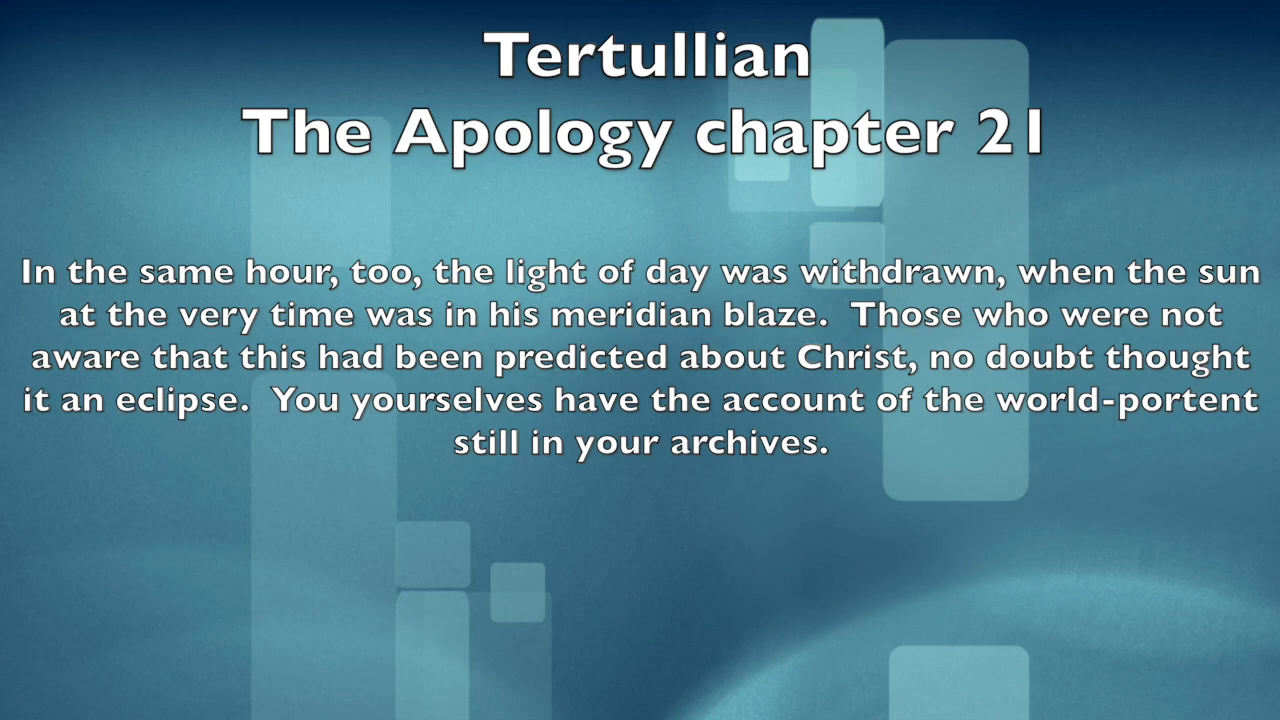 Tertullian
The Apology chapter 21
In the same hour, too, the light of day was withdrawn, when the sun
at the very time was in his meridian blaze.  Those who were not
aware that this had been predicted about Christ, no doubt thought
it an eclipse.  You yourselves have the account of the world-portent
still in your archives.